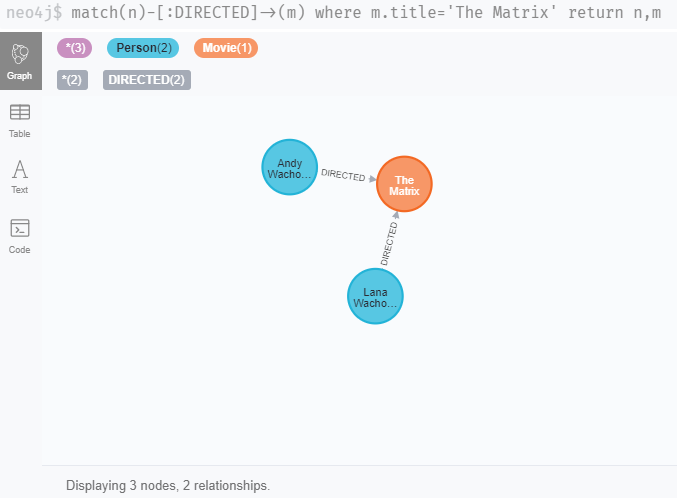 neo4j$ match(n)-[:DIRECTED]→(m) where m.title='The Matrix' return n,m
*(3) Person(2) Movie(1)
Graph
*(2) DIRECTED(2)
Table
Text
Code
Andy
Wacho...
DIRECTED
The
Matrix
DIRECTED
Lana
Wacho...
Displaying 3 nodes, 2 relationships.